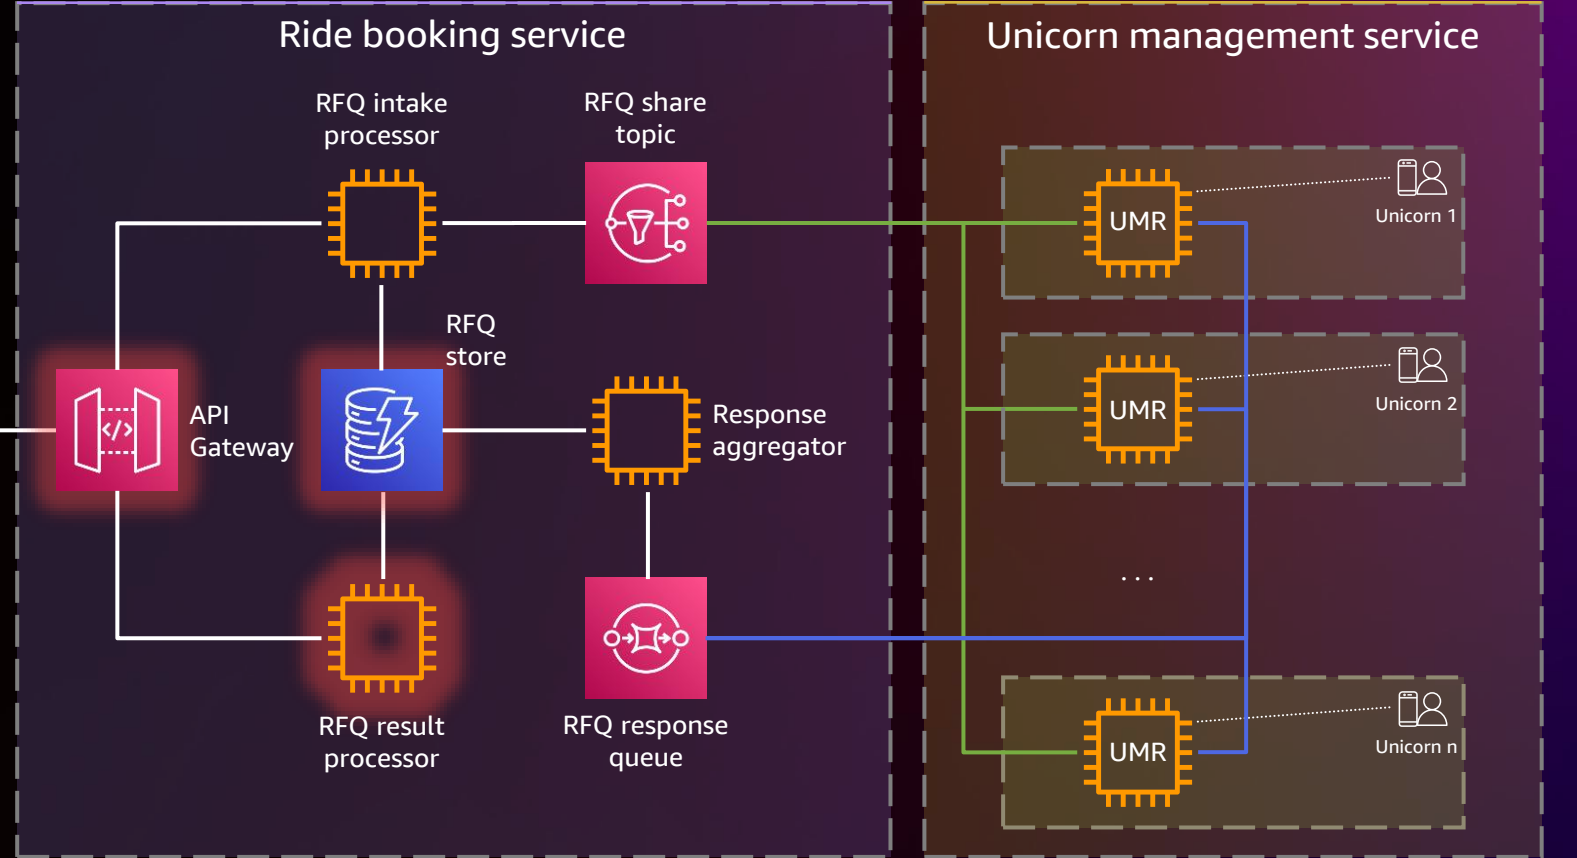 Ride booking service
Unicorn management service
RFQ intake
processor
RFQ share
topic
UMR
Unicorn 1
RFQ
store
API
Gateway
</>
Response
aggregator
UMR
Unicorn 2
...
RFQ result
processor
RFQ response
queue
UMR
Unicorn n